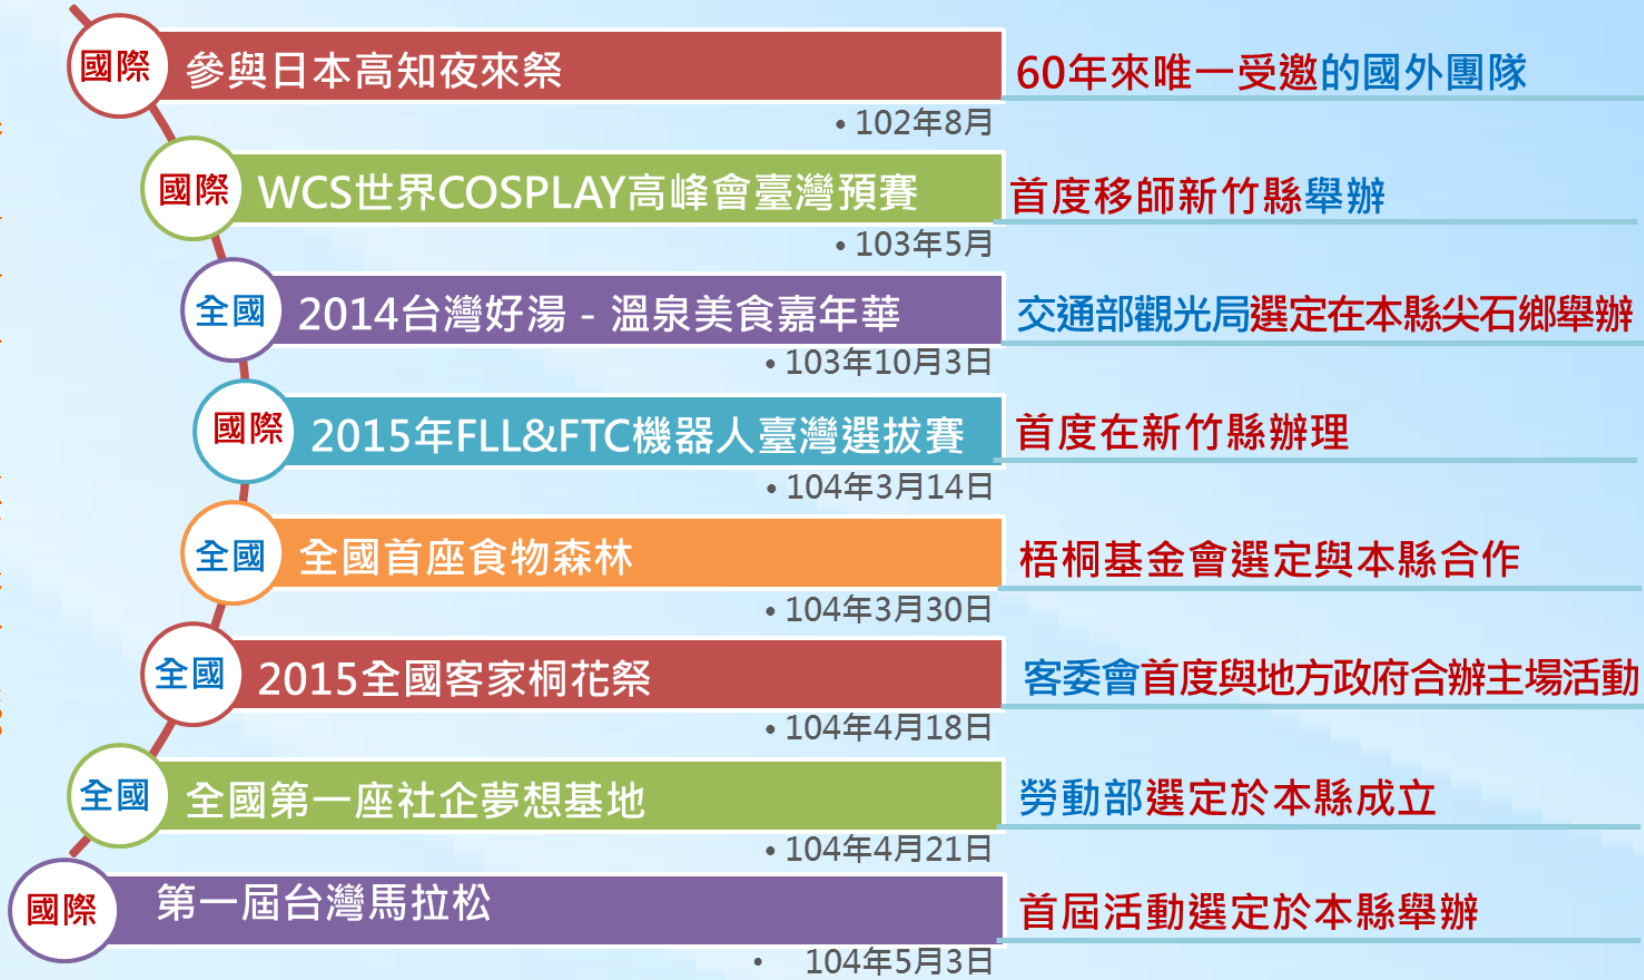 國際
參與日本高知夜來祭
60年來唯一受邀的國外團隊
• 102年8月
國際
WCS世界COSPLAY高峰會臺灣預賽
首度移師新竹縣舉辦
• 103年5月
全國
2014台灣好湯－溫泉美食嘉年華
交通部觀光局選定在本縣尖石鄉舉辦
• 103年10月3日
國際
2015年FLL&FTC機器人臺灣選拔賽
首度在新竹縣辦理
• 104年3月14日
全國
全國首座食物森林
梧桐基金會選定與本縣合作
• 104年3月30日
全國
2015全國客家桐花祭
客委會首度與地方政府合辦主場活動
• 104年4月18日
全國
全國第一座社企夢想基地
勞動部選定於本縣成立
• 104年4月21日
國際
第一屆台灣馬拉松
首屆活動選定於本縣舉辦
• 104年5月3日